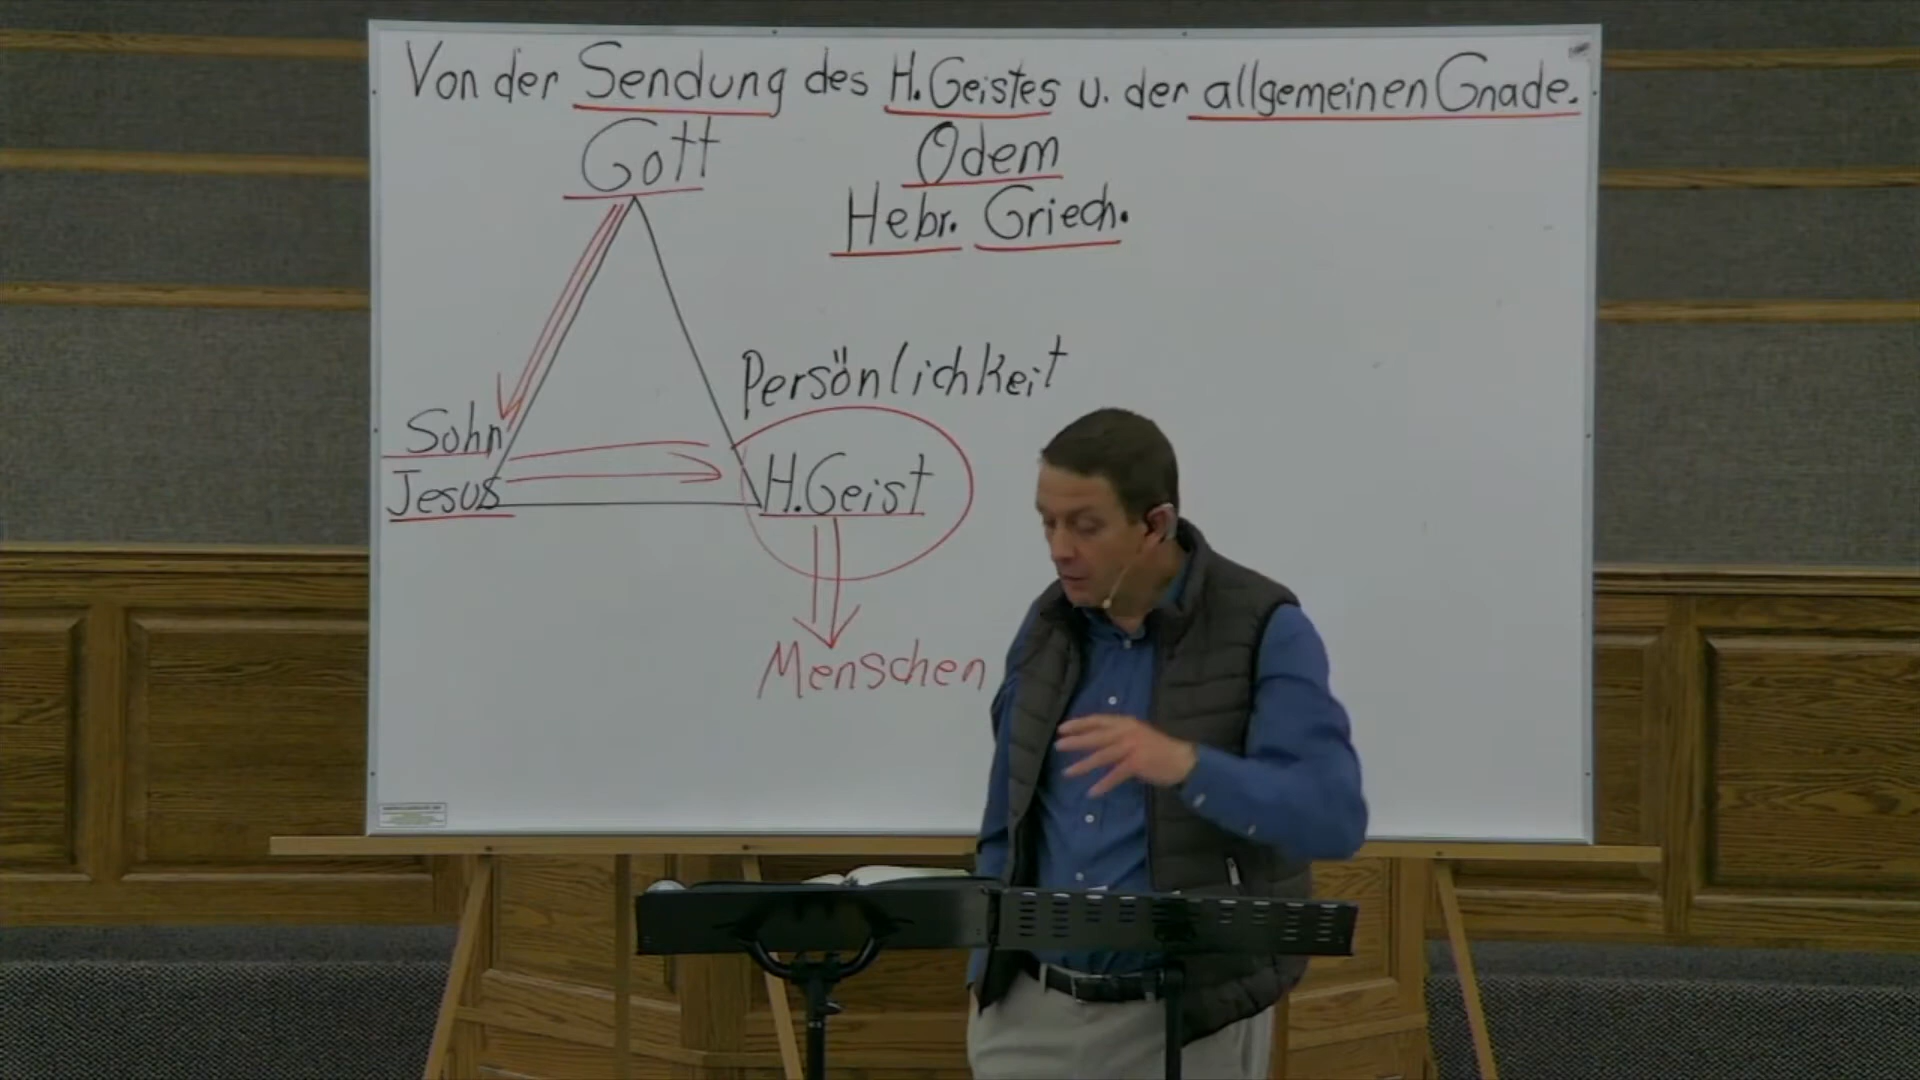 Von der Sendung des H. Geistes u. der allgemeinen Gnade.
Gott
Odem
Hebr. Griech.
Persönlichkeit
Sohn
Jesus
H. Geist
Menschen